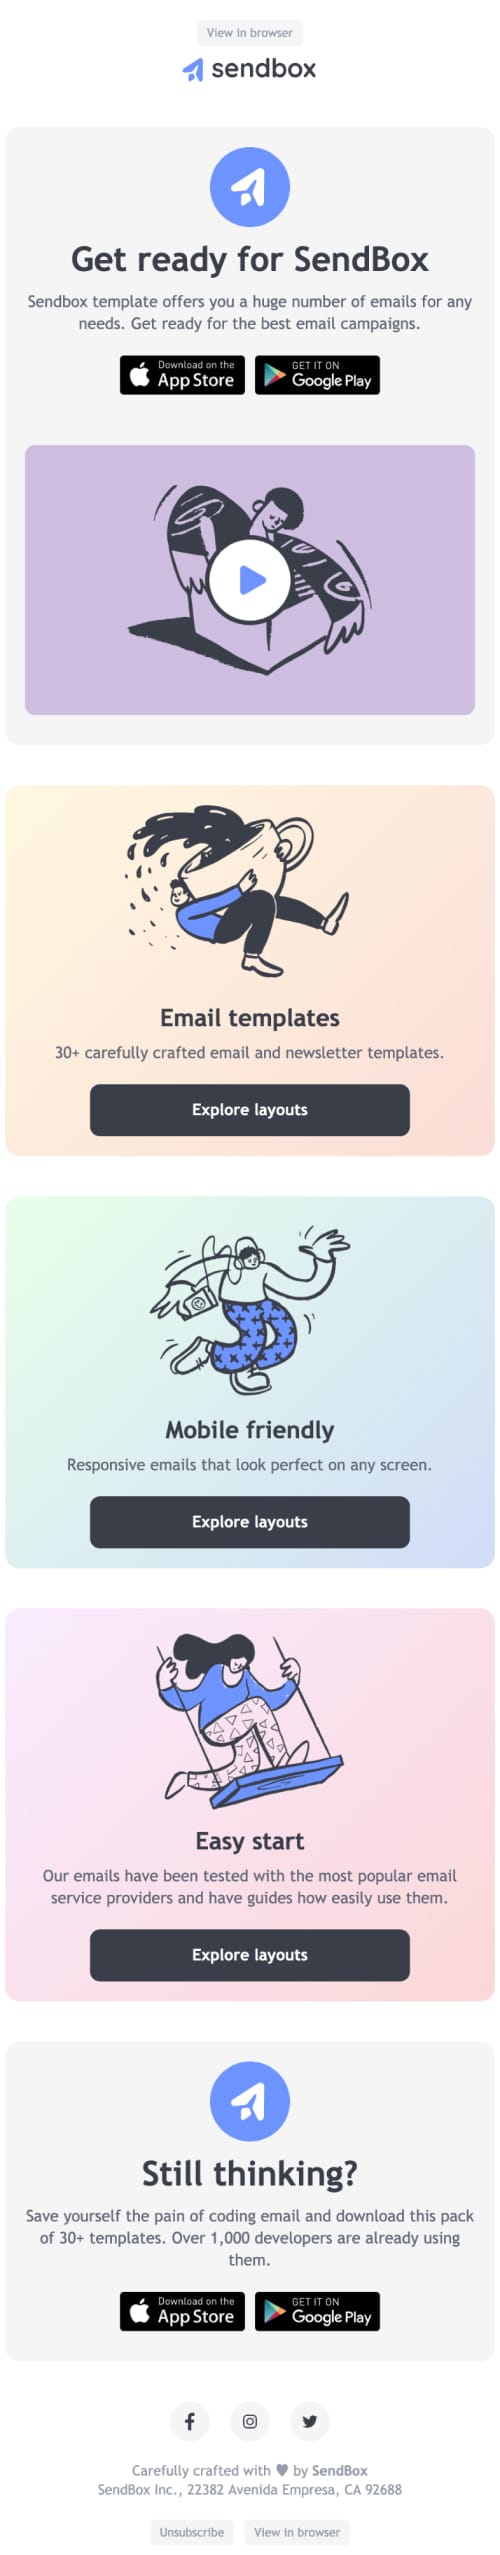 View in browser
sendbox
Get ready for SendBox
Sendbox template offers you a huge number of emails for any
needs. Get ready for the best email campaigns.
Download on the
App Store
GET IT ON
Google Play
Email templates
30+ carefully crafted email and newsletter templates.
Explore layouts
Mobile friendly
Responsive emails that look perfect on any screen.
Explore layouts
Easy start
Our emails have been tested with the most popular email
service providers and have guides how easily use them.
Explore layouts
Still thinking?
Save yourself the pain of coding email and download this pack
of 30+ templates. Over 1,000 developers are already using
them.
Download on the
App Store
GET IT ON
Google Play
Carefully crafted with ♥ by SendBox
SendBox Inc., 22382 Avenida Empresa, CA 92688
Unsubscribe View in browser